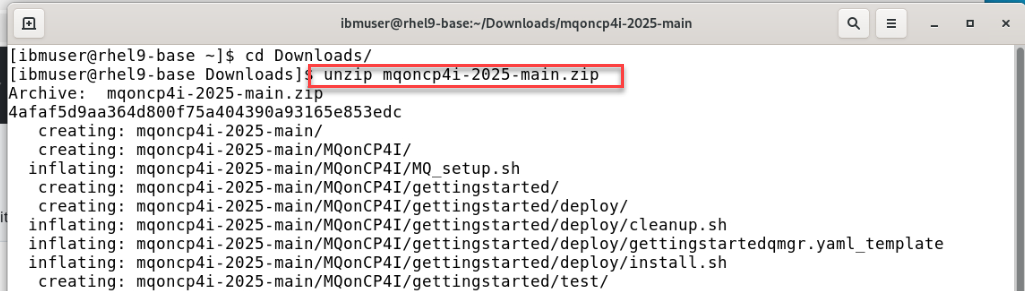 ibmuser@rhel9-base:~/Downloads/mqoncp4i-2025-main
[ibmuser@rhel9-base ~]$ cd Downloads/
[ibmuser@rhel9-base Downloads]$ unzip mqoncp4i-2025-main.zip
Archive:  mqoncp4i-2025-main.zip
4afaf5d9aa364d800f75a404390a93165e853edc
   creating: mqoncp4i-2025-main/
   creating: mqoncp4i-2025-main/MQonCP4I/
  inflating: mqoncp4i-2025-main/MQonCP4I/MQ_setup.sh
   creating: mqoncp4i-2025-main/MQonCP4I/gettingstarted/
   creating: mqoncp4i-2025-main/MQonCP4I/gettingstarted/deploy/
  inflating: mqoncp4i-2025-main/MQonCP4I/gettingstarted/deploy/cleanup.sh
  inflating: mqoncp4i-2025-main/MQonCP4I/gettingstarted/deploy/gettingstartedqmgr.yaml_template
  inflating: mqoncp4i-2025-main/MQonCP4I/gettingstarted/deploy/install.sh
   creating: mqoncp4i-2025-main/MQonCP4I/gettingstarted/test/